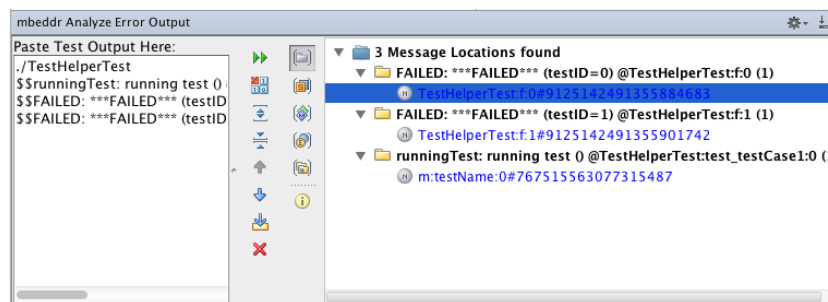 mbeddr Analyze Error Output
Paste Test Output Here:
./TestHelperTest
$$runningTest: running test ()
$$FAILED: ***FAILED*** (testID
$$FAILED: ***FAILED*** (testID
3 Message Locations found
FAILED: ***FAILED*** (testID=0) @TestHelperTest:f:0 (1)
TestHelperTest:f:0#9125142491355884683
FAILED: ***FAILED*** (testID=1) @TestHelperTest:f:1 (1)
TestHelperTest:f:1#9125142491355901742
runningTest: running test () @TestHelperTest:test_testCase1:0 (
m:testName:0#767515563077315487